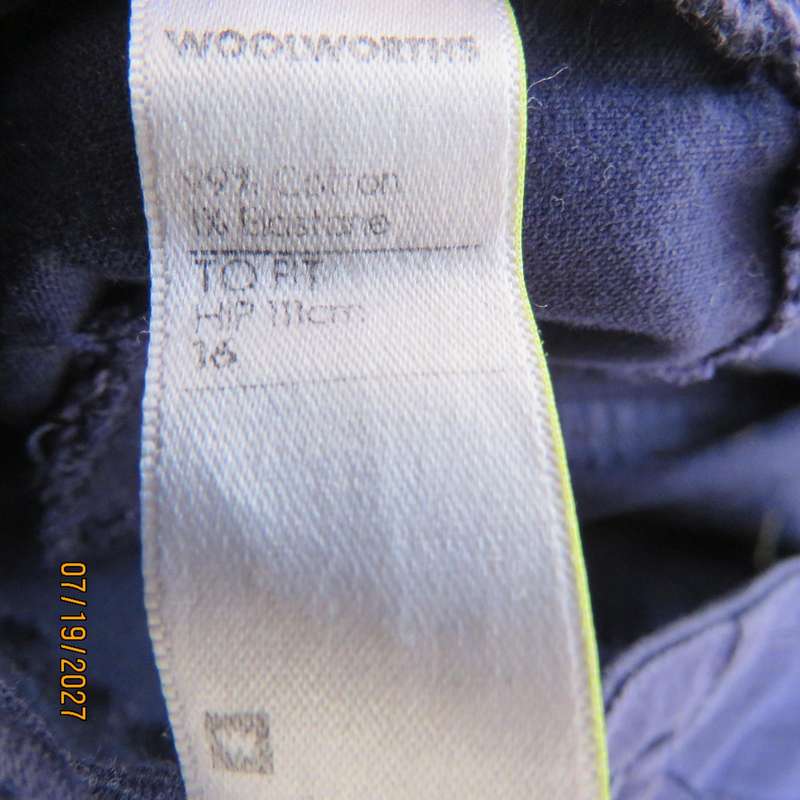 WOOLWORTHS
99% Cotton
1% Elastane
TO FIT
HIP 111cm
16
07/19/2027